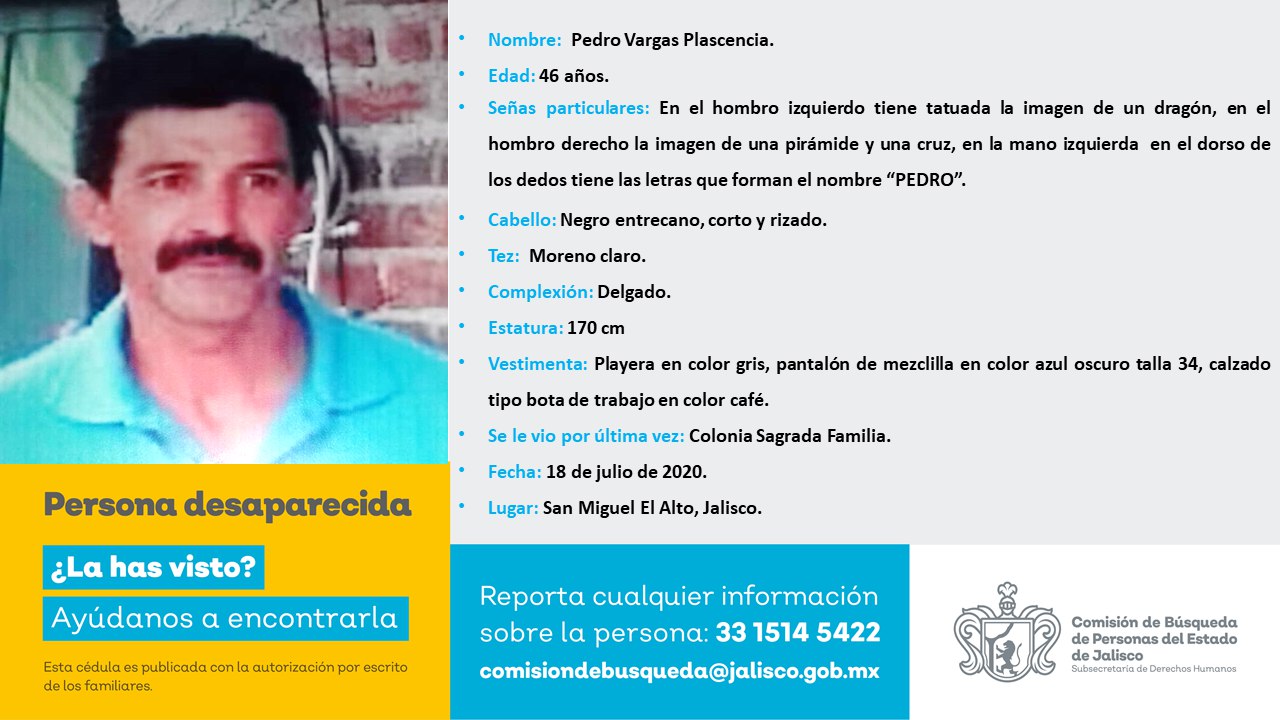 Nombre: Pedro Vargas Plascencia.
Edad: 46 años.
Señas particulares: En el hombro izquierdo tiene tatuada la imagen de un dragón, en el
hombro derecho la imagen de una pirámide y una cruz, en la mano izquierda en el dorso de
los dedos tiene las letras que forman el nombre “PEDRO”.
Cabello: Negro entrecano, corto y rizado.
Tez: Moreno claro.
Complexión: Delgado.
Estatura: 170 cm
Vestimenta: Playera en color gris, pantalón de mezclilla en color azul oscuro talla 34, calzado
tipo bota de trabajo en color café.
Se le vio por última vez: Colonia Sagrada Familia.
Fecha: 18 de julio de 2020.
Lugar: San Miguel El Alto, Jalisco.
Persona desaparecida
¿La has visto?
Ayúdanos a encontrarla
Esta cédula es publicada con la autorización por escrito
de los familiares.
Reporta cualquier información
sobre la persona: 33 1514 5422
comisiondebusqueda@jalisco.gob.mx
Comisión de Búsqueda
de Personas del Estado
de Jalisco
Subsecretaría de Derechos Humanos